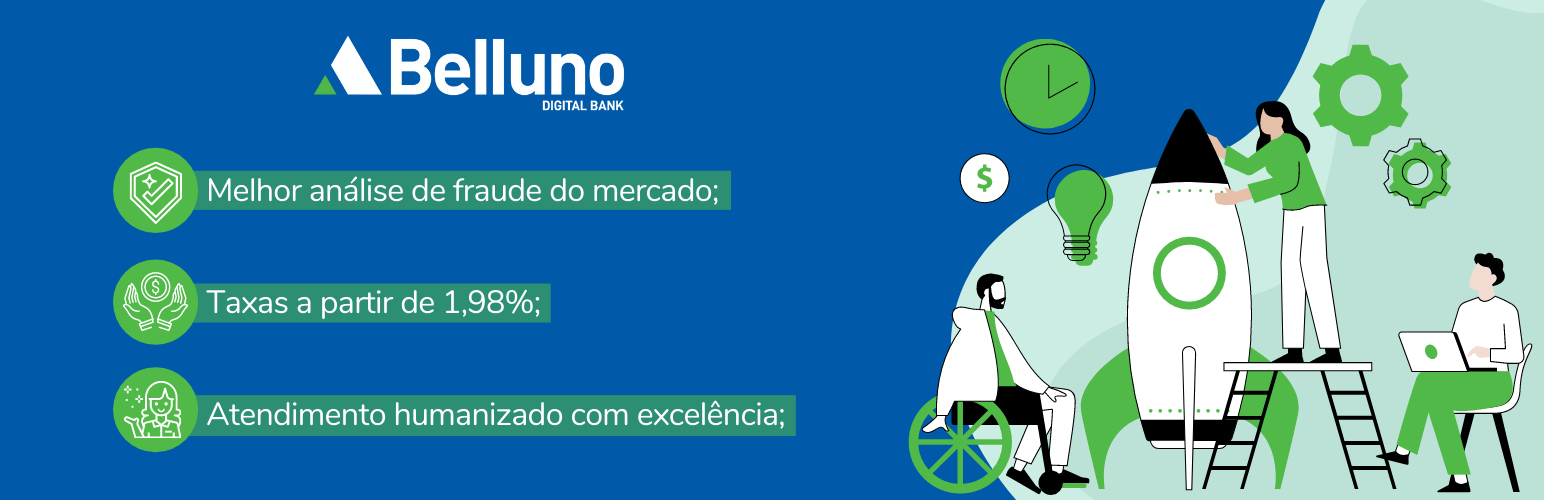 Belluno
DIGITAL BANK
Melhor análise de fraude do mercado;
Taxas a partir de 1,98%;
Atendimento humanizado com excelência;
$
$